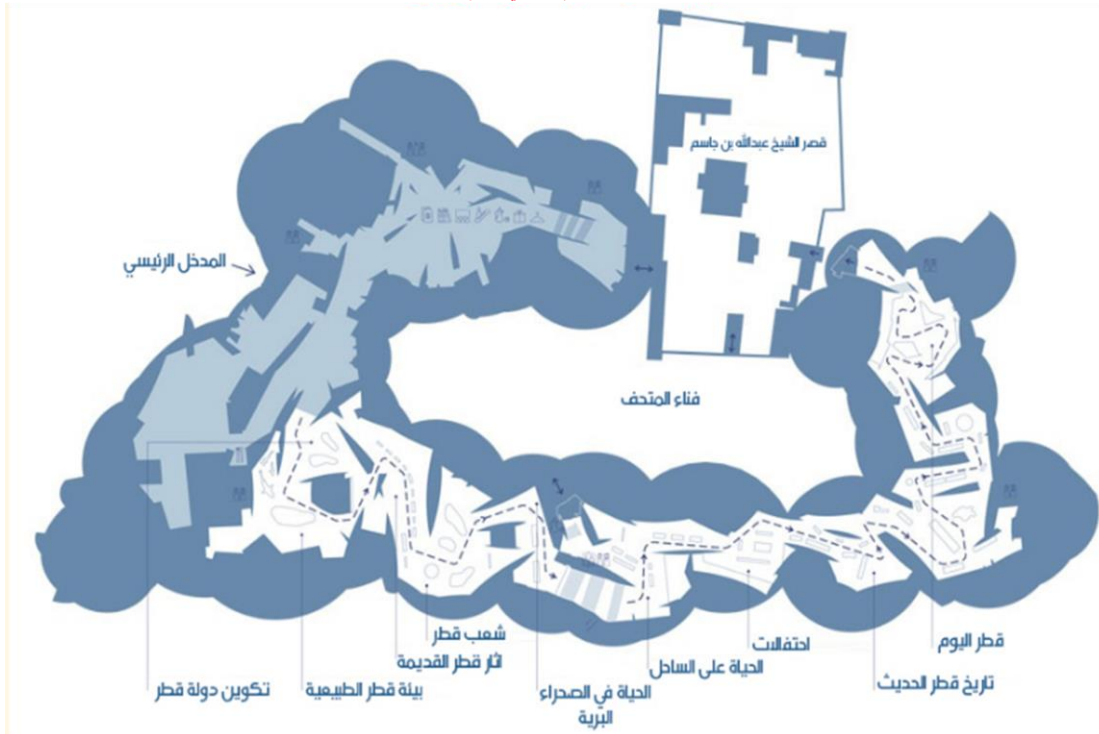 قصر الشيخ عبدالله بن جاسم
المدخل الرئيسي
فناء المتحف
شعب قطر
اثار قطر القديمة
احتفالات
قطر اليوم
الحياة على الساحل
تكوين دولة قطر
بيئة قطر الطبيعية
الحياة في الصحراء
البرية
تاريخ قطر الحديث